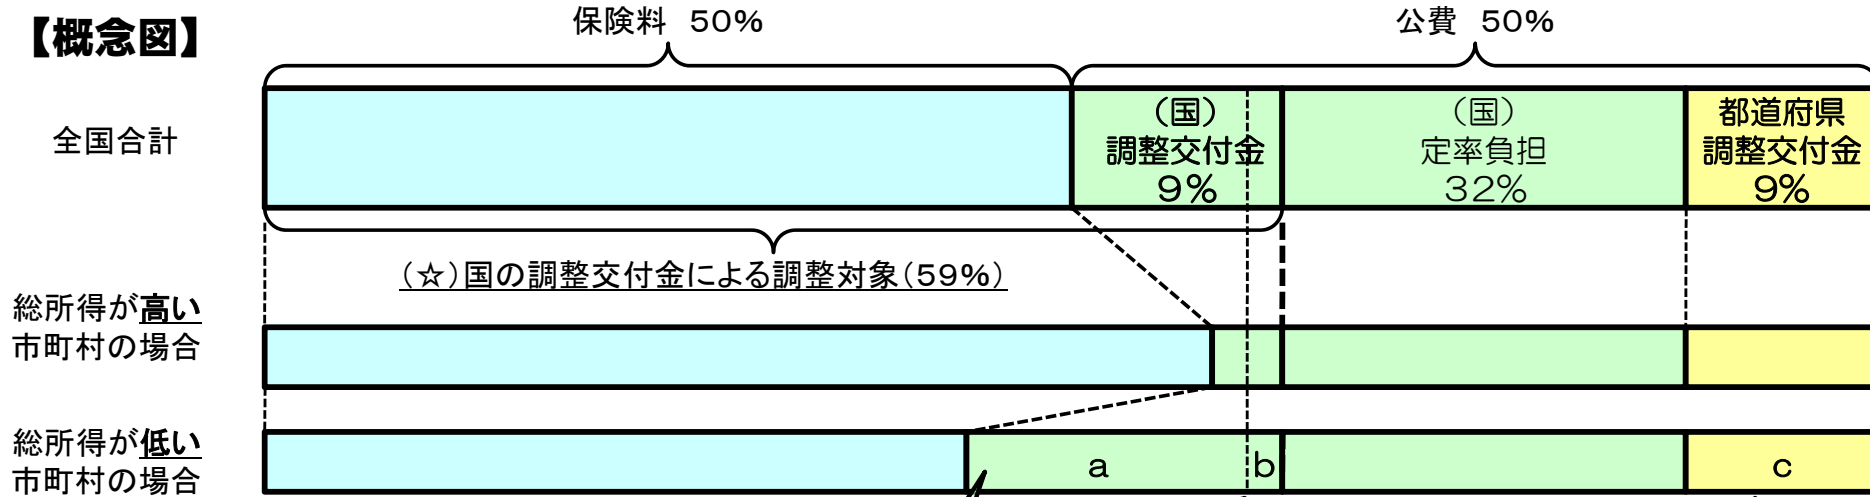 【概念図】
保険料　50%
公費　50%
全国合計
（国）
調整交付金
9%
（国）
定率負担
32%
都道府県
調整交付金
9%
（☆）国の調整交付金による調整対象（59%）
総所得が高い
市町村の場合
総所得が低い
市町村の場合
a
b
c